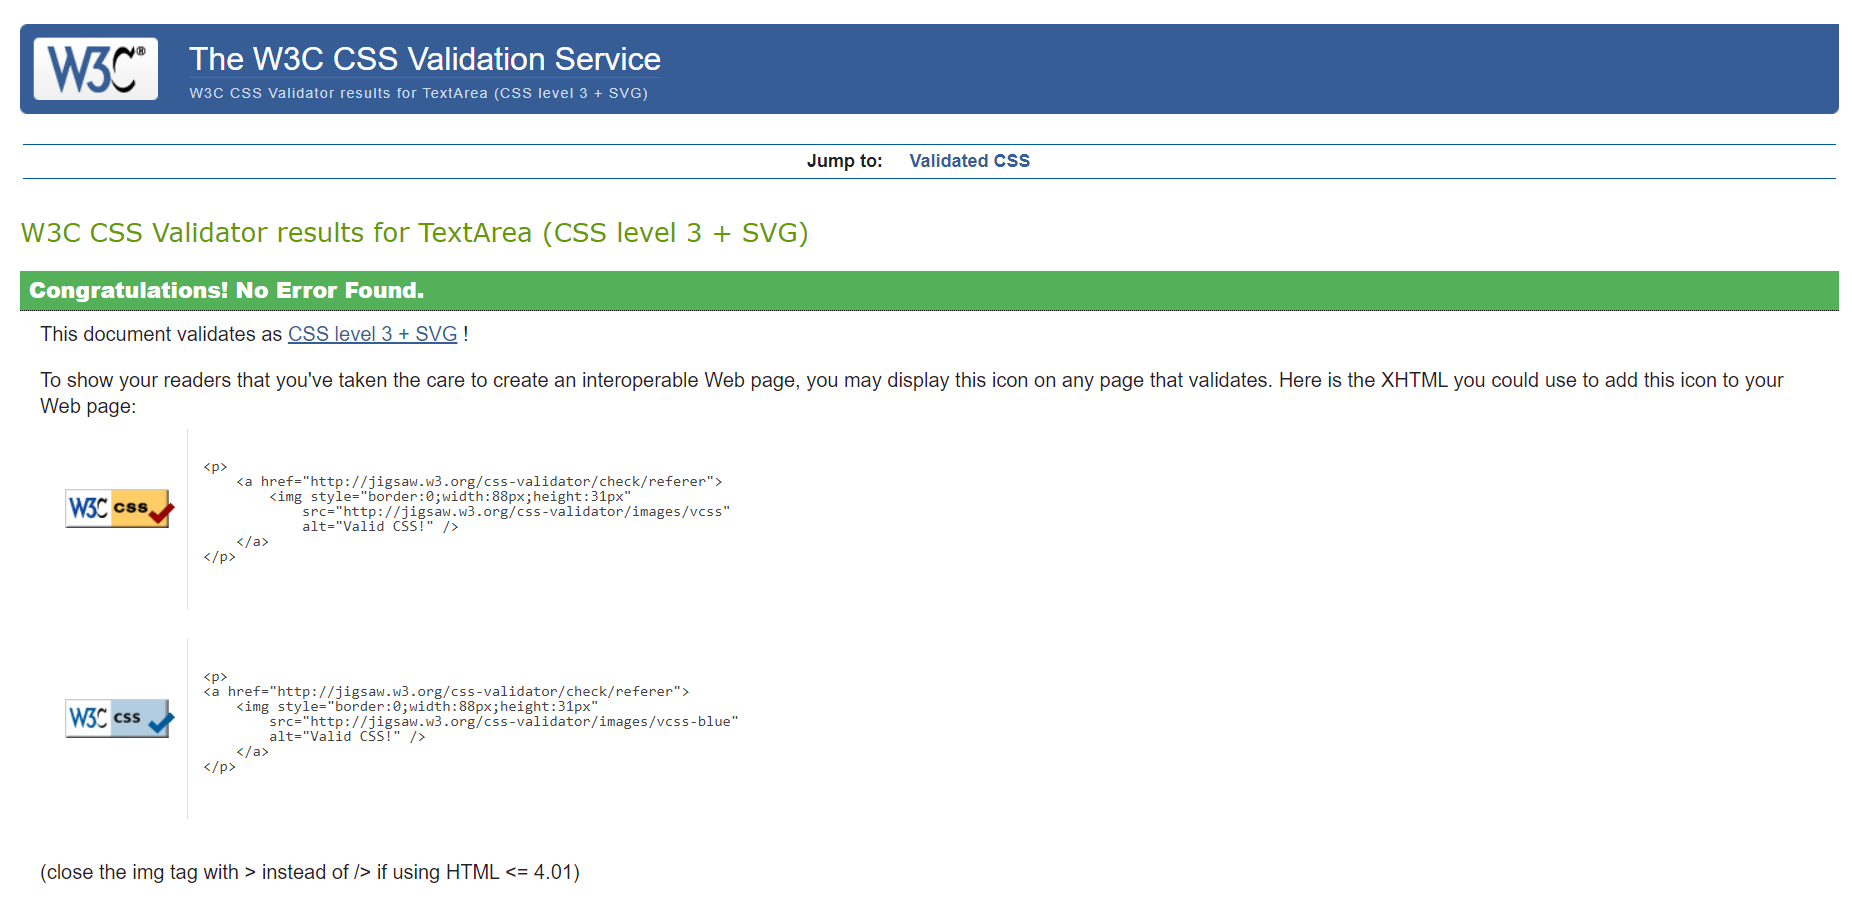 W3C®
The W3C CSS Validation Service
W3C CSS Validator results for TextArea (CSS level 3 + SVG)
Jump to: Validated CSS
W3C CSS Validator results for TextArea (CSS level 3 + SVG)
Congratulations! No Error Found.
This document validates as CSS level 3 + SVG !
To show your readers that you've taken the care to create an interoperable Web page, you may display this icon on any page that validates. Here is the XHTML you could use to add this icon to your
Web page:
W3C css
<p>
    <a href="http://jigsaw.w3.org/css-validator/check/referer">
        <img style="border:0;width:88px;height:31px"
            src="http://jigsaw.w3.org/css-validator/images/vcss"
            alt="Valid CSS!" />
    </a>
</p>
W3C css
<p>
<a href="http://jigsaw.w3.org/css-validator/check/referer">
    <img style="border:0;width:88px;height:31px"
        src="http://jigsaw.w3.org/css-validator/images/vcss-blue"
        alt="Valid CSS!" />
    </a>
</p>
(close the img tag with > instead of /> if using HTML <= 4.01)